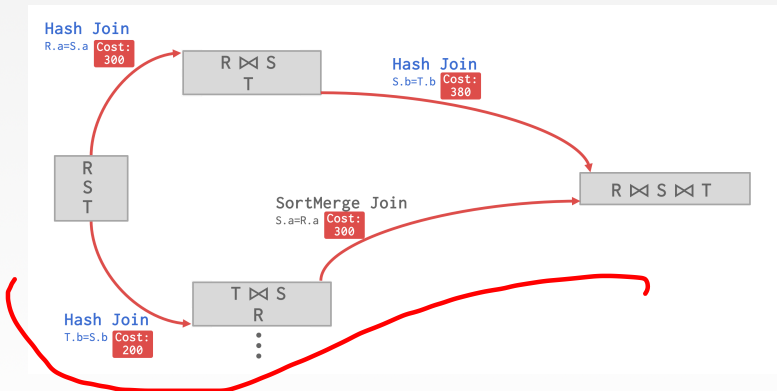 Hash Join
R.a=S.a
Cost:
300
R ⋈ S
T
Hash Join
S.b=T.b
Cost:
380
R
S
T
R ⋈ S ⋈ T
SortMerge Join
S.a=R.a
Cost:
300
T ⋈ S
R
Hash Join
T.b=S.b
Cost:
200